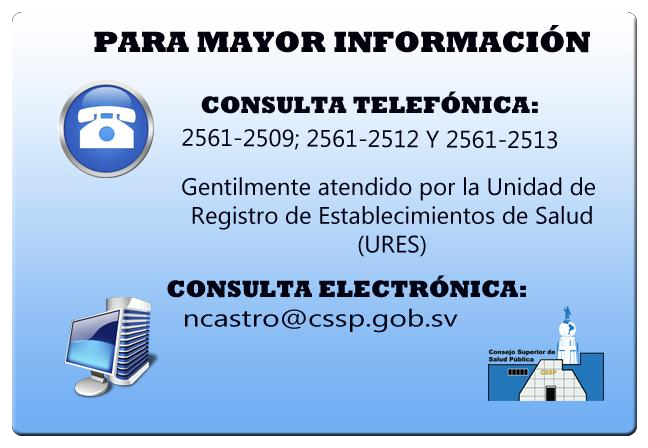 PARA MAYOR INFORMACIÓN
CONSULTA TELEFÓNICA:
2561-2509; 2561-2512 Y 2561-2513
Gentilmente atendido por la Unidad de
Registro de Establecimientos de Salud
(URES)
CONSULTA ELECTRÓNICA:
ncastro@cssp.gob.sv
Consejo Superior de
Salud Pública
CSSP